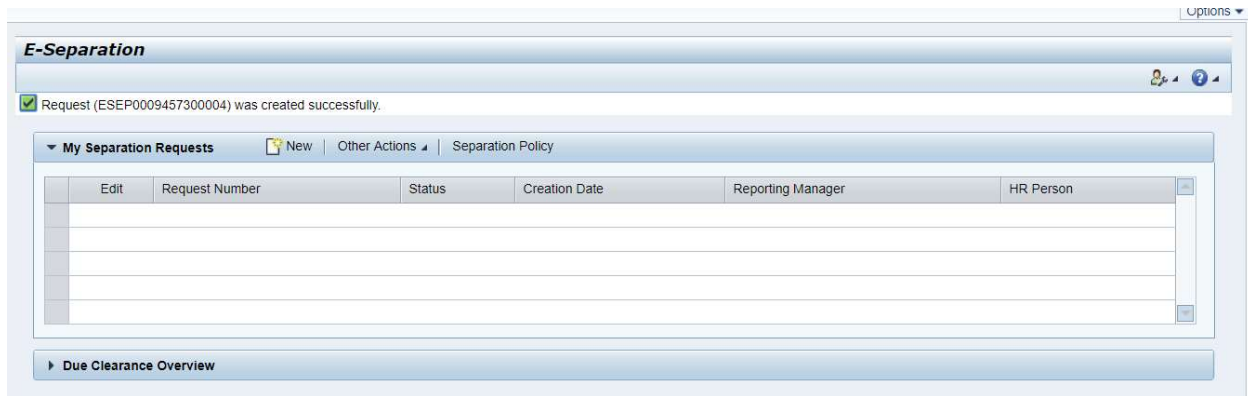 Options
E-Separation
Request (ESEP0009457300004) was created successfully.
My Separation Requests New Other Actions Separation Policy
Edit Request Number Status Creation Date Reporting Manager HR Person
Due Clearance Overview